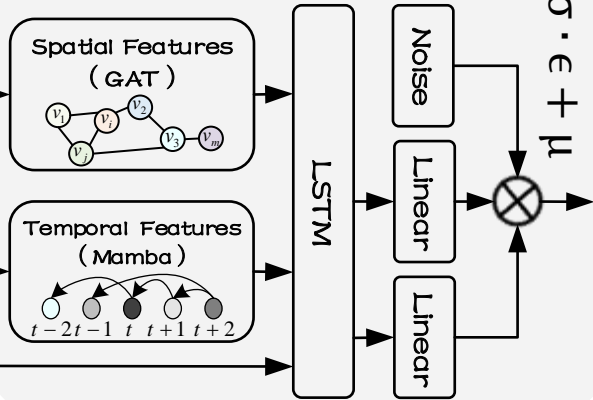 Spatial Features
(GAT)
v1
vi
v2
vj
v3
vm
Temporal Features
(Mamba)
t − 2 t − 1 t t + 1 t + 2
LSTM
Noise
Linear
Linear
σ · ϵ + μ